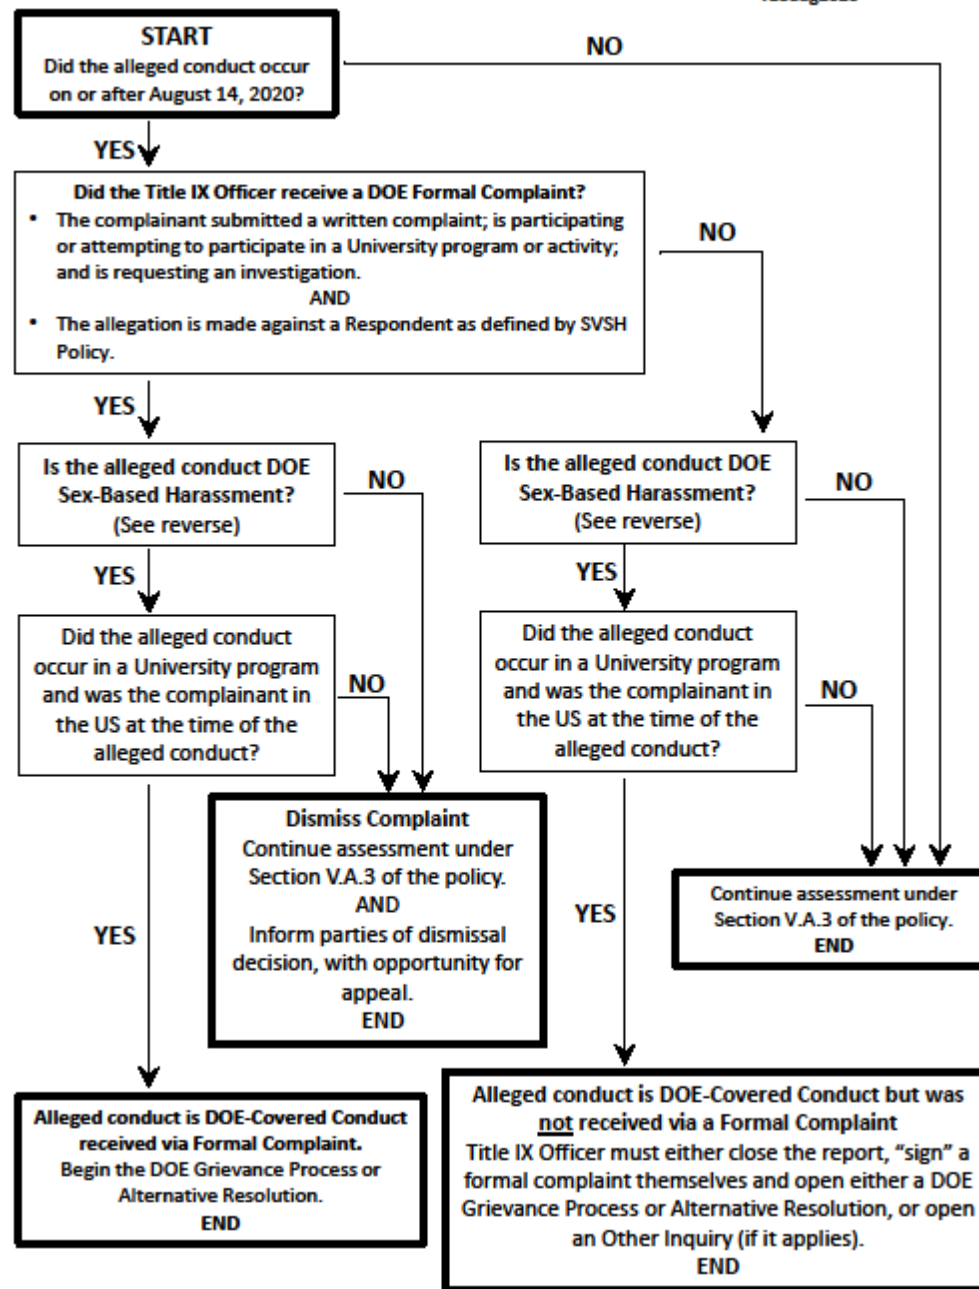 START
Did the alleged conduct occur
on or after August 14, 2020?
NO
YES
Did the Title IX Officer receive a DOE Formal Complaint?
• The complainant submitted a written complaint; is participating
or attempting to participate in a University program or activity;
and is requesting an investigation.
AND
• The allegation is made against a Respondent as defined by SVSH
Policy.
NO
YES
Is the alleged conduct DOE
Sex-Based Harassment?
(See reverse)
NO
Is the alleged conduct DOE
Sex-Based Harassment?
(See reverse)
NO
YES
YES
Did the alleged conduct
occur in a University program
and was the complainant in
the US at the time of the
alleged conduct?
NO
Did the alleged conduct
occur in a University program
and was the complainant in
the US at the time of the
alleged conduct?
NO
Dismiss Complaint
Continue assessment under
Section V.A.3 of the policy.
AND
Inform parties of dismissal
decision, with opportunity for
appeal.
END
YES
YES
Continue assessment under
Section V.A.3 of the policy.
END
Alleged conduct is DOE-Covered Conduct
received via Formal Complaint.
Begin the DOE Grievance Process or
Alternative Resolution.
END
Alleged conduct is DOE-Covered Conduct but was
not received via a Formal Complaint
Title IX Officer must either close the report, “sign” a
formal complaint themselves and open either a DOE
Grievance Process or Alternative Resolution, or open
an Other Inquiry (if it applies).
END